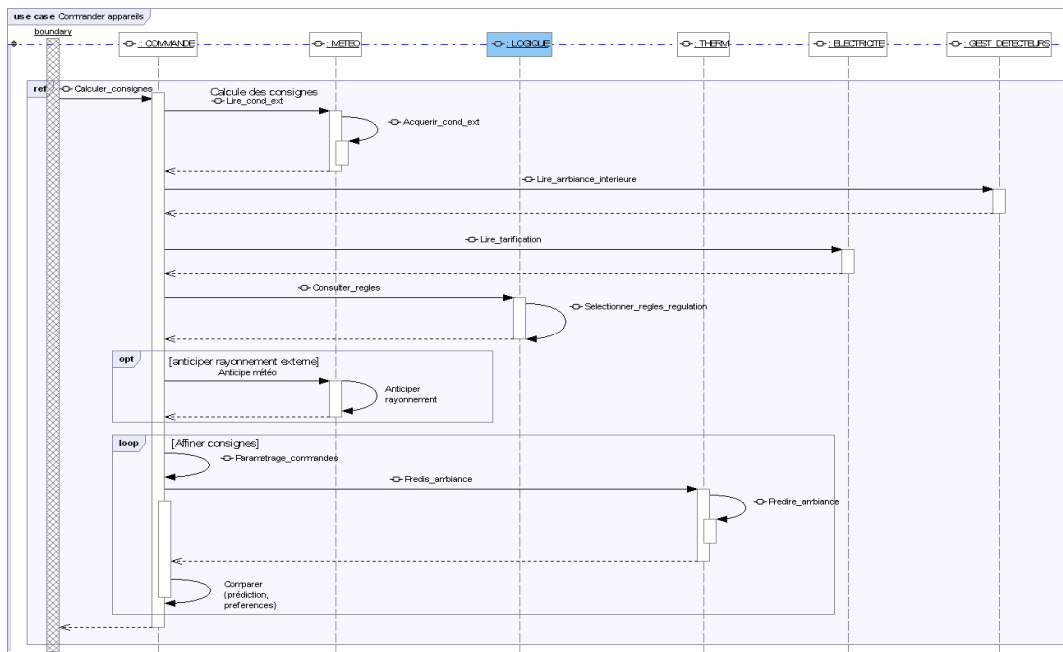 use case Commander appareils
boundary
: COMMANDE
: METEO
: LOGIQUE
: THERM
: ELECTRICITE
: GEST_DETECTEURS
ref
Calculer_consignes
Calcule des consignes
Lire_cond_ext
Acquerir_cond_ext
Lire_ambiance_interieure
Lire_tarification
Consulter_regles
Selectionner_regles_regulation
opt
[anticiper rayonnement externe]
Anticipe météo
Anticiper
rayonnement
loop
[Affiner consignes]
Parametrage_commandes
Predis_ambiance
Predire_ambiance
Comparer
(prédiction,
preferences)